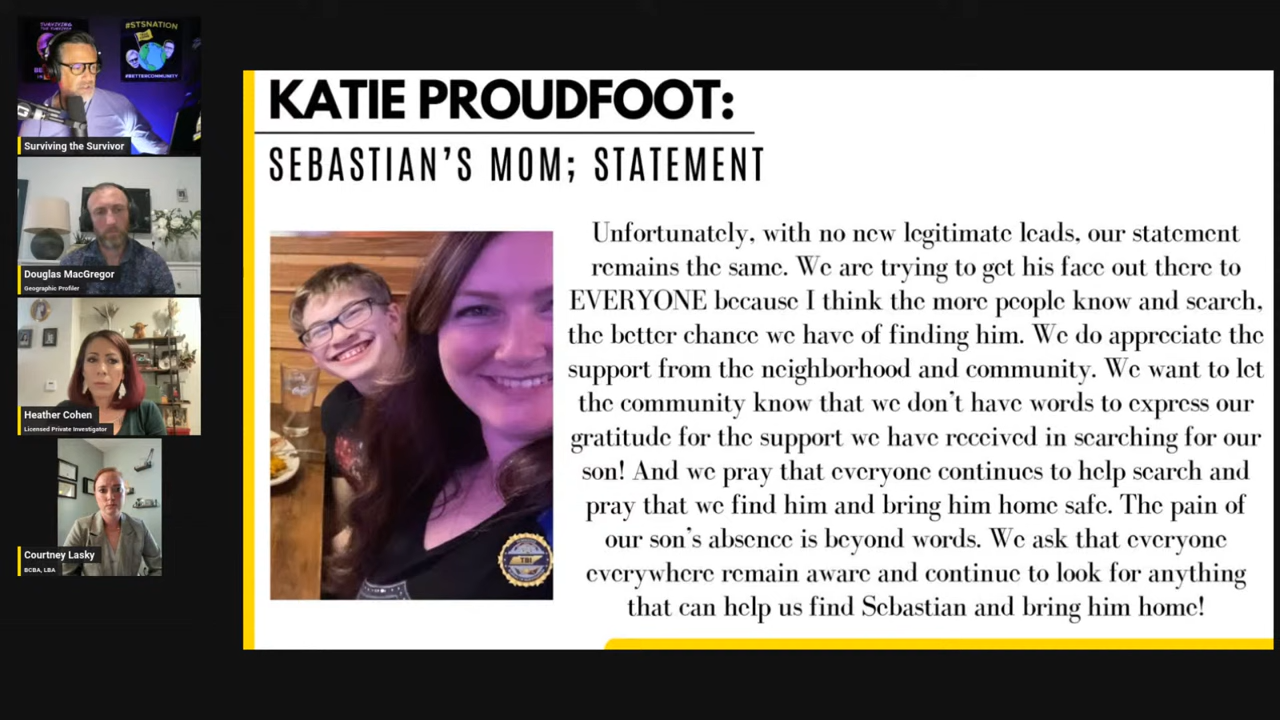 #STSNATION
#BETTERCOMMUNITY
Surviving the Survivor
Douglas MacGregor
Geographic Profiler
Heather Cohen
Licensed Private Investigator
Courtney Lasky
BCBA, LBA
KATIE PROUDFOOT:
SEBASTIAN'S MOM; STATEMENT
Unfortunately, with no new legitimate leads, our statement
remains the same. We are trying to get his face out there to
EVERYONE because I think the more people know and search,
the better chance we have of finding him. We do appreciate the
support from the neighborhood and community. We want to let
the community know that we don't have words to express our
gratitude for the support we have received in searching for our
son! And we pray that everyone continues to help search and
pray that we find him and bring him home safe. The pain of
our son's absence is beyond words. We ask that everyone
everywhere remain aware and continue to look for anything
that can help us find Sebastian and bring him home!
TBI